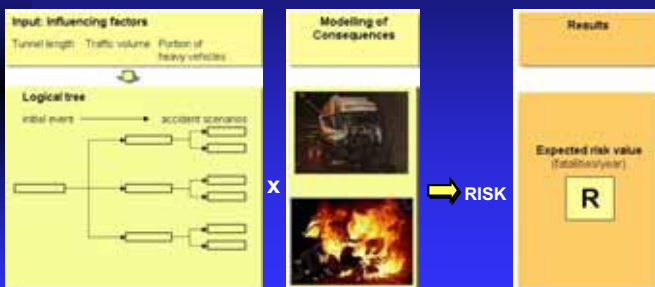 Input: Influencing factors
Tunnel length Traffic volume Portion of
heavy vehicles
Logical tree
initial event accident scenarios
x
Modelling of
Consequences
RISK
Results
Expected risk value
(fatalities/year)
R